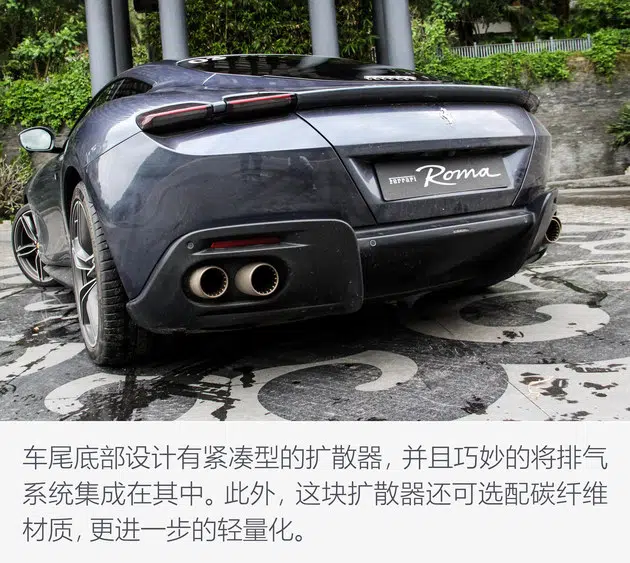 Ferrari
Roma
车尾底部设计有紧凑型的扩散器，并且巧妙的将排气
系统集成在其中。此外，这块扩散器还可选配碳纤维
材质，更进一步的轻量化。